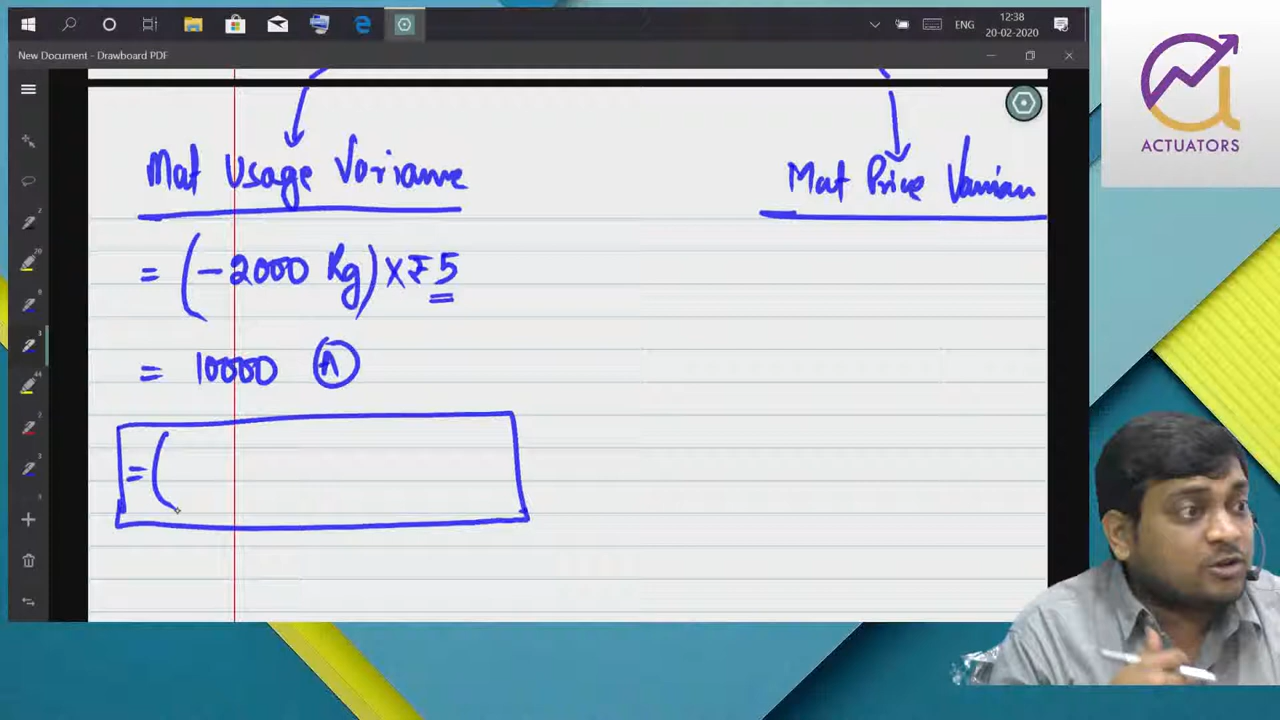 ENG
12:38
20-02-2020
New Document - Drawboard PDF
ACTUATORS
Mat Usage Variance
Mat Price Varian
= (-2000 Kg) x ₹5
= 10000 A
= (